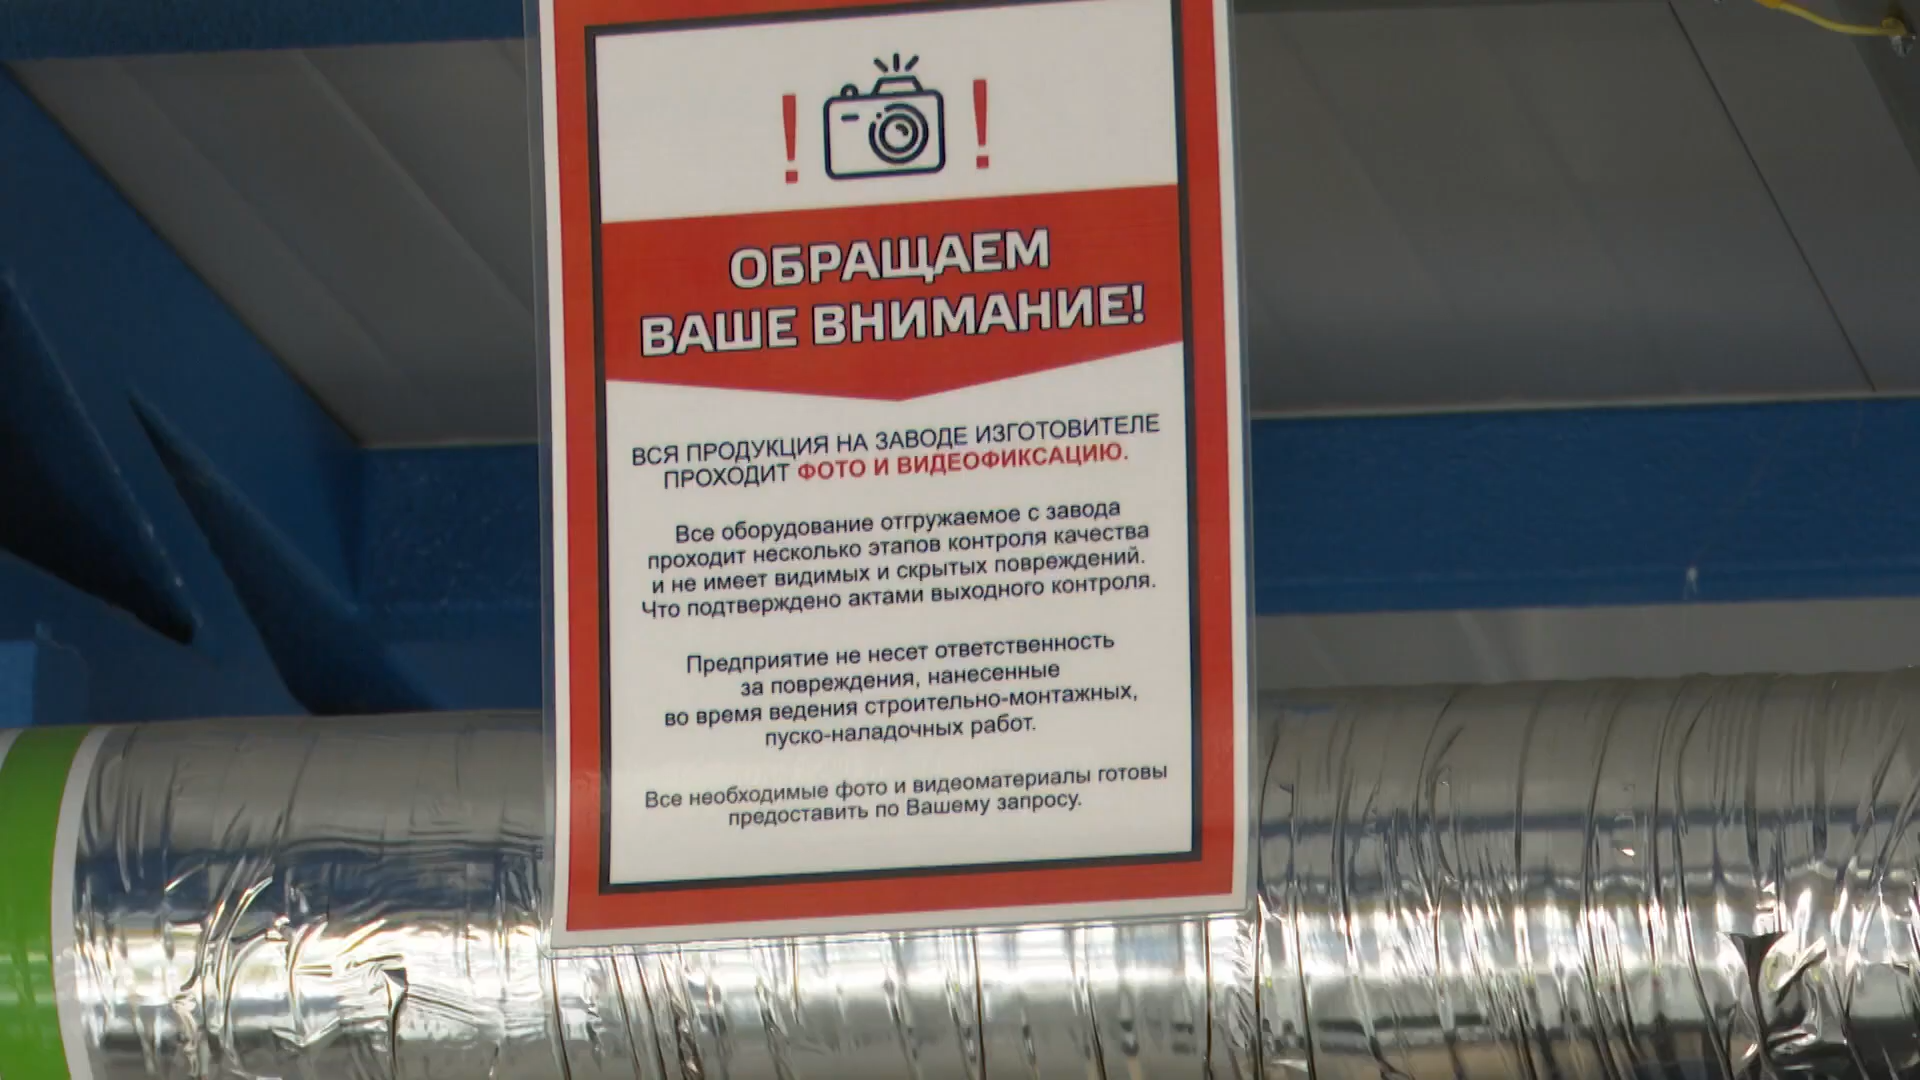 ОБРАЩАЕМ
ВАШЕ ВНИМАНИЕ!
ВСЯ ПРОДУКЦИЯ НА ЗАВОДЕ ИЗГОТОВИТЕЛЕ
ПРОХОДИТ ФОТО И ВИДЕОФИКСАЦИЮ.
Все оборудование отгружаемое с завода
проходит несколько этапов контроля качества
и не имеет видимых и скрытых повреждений.
Что подтверждено актами выходного контроля.
Предприятие не несет ответственность
за повреждения, нанесенные
во время ведения строительно-монтажных,
пуско-наладочных работ.
Все необходимые фото и видеоматериалы готовы
предоставить по Вашему запросу.